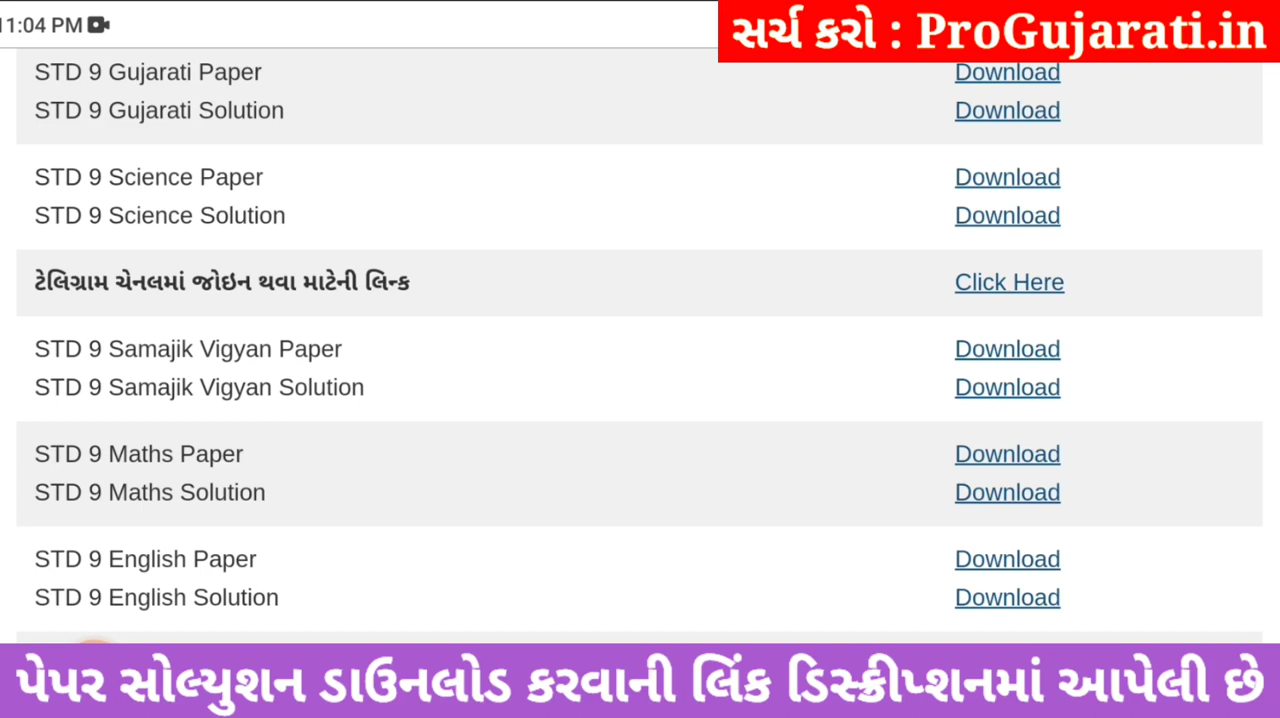 11:04 PM
સર્ચ કરો : ProGujarati.in
STD 9 Gujarati Paper Download
STD 9 Gujarati Solution Download
STD 9 Science Paper Download
STD 9 Science Solution Download
ટેલિગ્રામ ચેનલમાં જોઇન થવા માટેની લિન્ક Click Here
STD 9 Samajik Vigyan Paper Download
STD 9 Samajik Vigyan Solution Download
STD 9 Maths Paper Download
STD 9 Maths Solution Download
STD 9 English Paper Download
STD 9 English Solution Download
પેપર સોલ્યુશન ડાઉનલોડ કરવાની લિંક ડિસ્ક્રીપ્શનમાં આપેલી છે